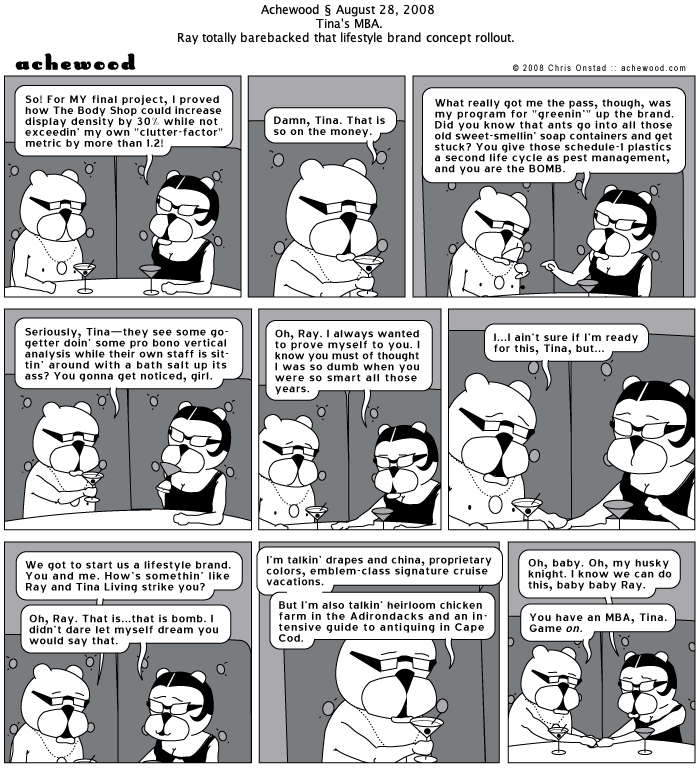 Achewood § August 28, 2008
Tina's MBA.
Ray totally barebacked that lifestyle brand concept rollout.
achewood
© 2008 Chris Onstad :: achewood.com
So! For MY final project, I proved
how The Body Shop could increase
display density by 30% while not
exceedin' my own "clutter-factor"
metric by more than 1.2!
Damn, Tina. That is
so on the money.
What really got me the pass, though, was
my program for "greenin'" up the brand.
Did you know that ants go into all those
old sweet-smellin' soap containers and get
stuck? You give those schedule-1 plastics
a second life cycle as pest management,
and you are the BOMB.
Seriously, Tina—they see some go-
getter doin' some pro bono vertical
analysis while their own staff is sit-
tin' around with a bath salt up its
ass? You gonna get noticed, girl.
Oh, Ray. I always wanted
to prove myself to you. I
know you must of thought
I was so dumb when you
were so smart all those
years.
I...I ain't sure if I'm ready
for this, Tina, but...
We got to start us a lifestyle brand.
You and me. How's somethin' like
Ray and Tina Living strike you?
Oh, Ray. That is...that is bomb. I
didn't dare let myself dream you
would say that.
I'm talkin' drapes and china, proprietary
colors, emblem-class signature cruise
vacations.
But I'm also talkin' heirloom chicken
farm in the Adirondacks and an in-
tensive guide to antiquing in Cape
Cod.
Oh, baby. Oh, my husky
knight. I know we can do
this, baby baby Ray.
You have an MBA, Tina.
Game on.